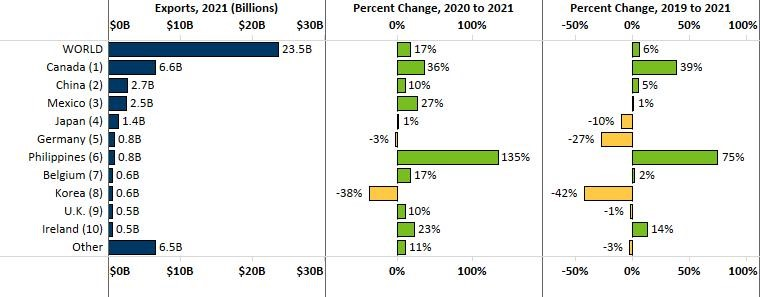 Exports, 2021 (Billions) Percent Change, 2020 to 2021 Percent Change, 2019 to 2021
$0B $10B $20B $30B 0% 100% -50% 0% 50% 100%
WORLD 23.5B 17% 6%
Canada (1) 6.6B 36% 39%
China (2) 2.7B 10% 5%
Mexico (3) 2.5B 27% 1%
Japan (4) 1.4B 1% -10%
Germany (5) 0.8B -3% -27%
Philippines (6) 0.8B 135% 75%
Belgium (7) 0.6B 17% 2%
Korea (8) 0.6B -38% -42%
U.K. (9) 0.5B 10% -1%
Ireland (10) 0.5B 23% 14%
Other 6.5B 11% -3%
$0B $10B $20B $30B 0% 100% -50% 0% 50% 100%